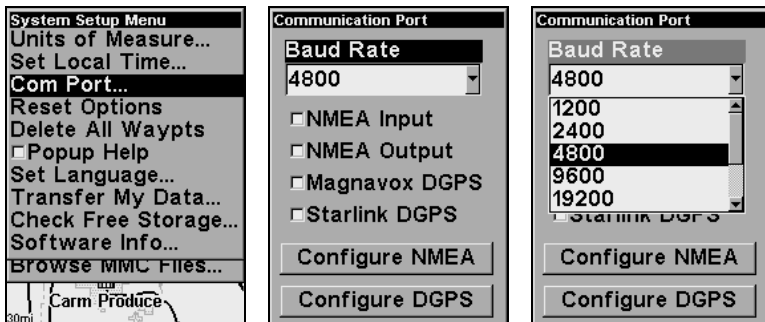 System Setup Menu
Units of Measure...
Set Local Time...
Com Port...
Reset Options
Delete All Waypts
Popup Help
Set Language...
Transfer My Data...
Check Free Storage...
Software Info...
Browse MMC Files...
Carm Produce
30mi
Communication Port
Baud Rate
4800
NMEA Input
NMEA Output
Magnavox DGPS
Starlink DGPS
Configure NMEA
Configure DGPS
Communication Port
Baud Rate
4800
1200
2400
4800
9600
19200
Starlink DGPS
Configure NMEA
Configure DGPS